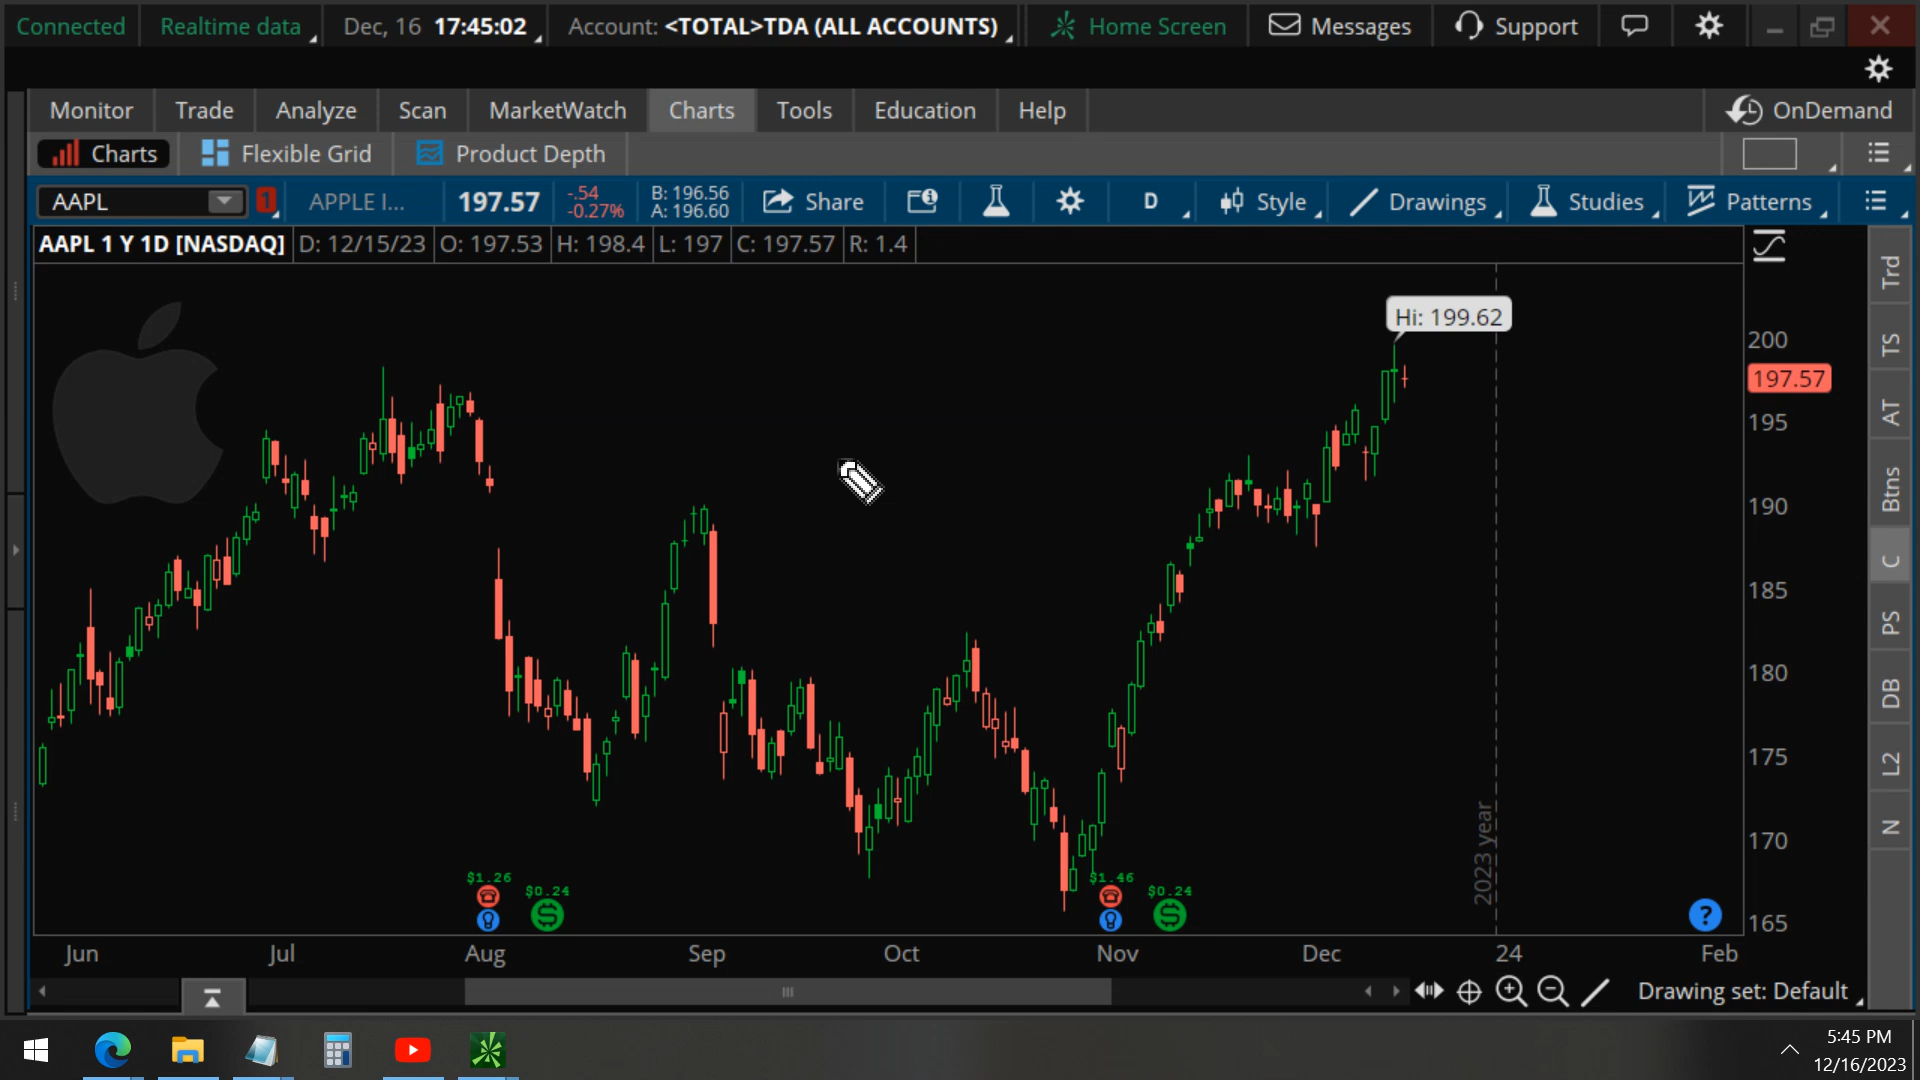 Connected Realtime data Dec, 16 17:45:02 Account: <TOTAL>TDA (ALL ACCOUNTS) Home Screen Messages Support
Monitor Trade Analyze Scan MarketWatch Charts Tools Education Help OnDemand
Charts Flexible Grid Product Depth
AAPL 1 APPLE I... 197.57 -.54 -0.27% B: 196.56 A: 196.60 Share D Style Drawings Studies Patterns
AAPL 1 Y 1D [NASDAQ] D: 12/15/23 O: 197.53 H: 198.4 L: 197 C: 197.57 R: 1.4
Hi: 199.62
200
197.57
195
190
185
180
175
170
165
Trd
TS
AT
Btns
C
PS
DB
L2
N
2023 year
$1.26 $0.24 $1.46 $0.24
?
Jun Jul Aug Sep Oct Nov Dec 24 Feb
Drawing set: Default
5:45 PM
12/16/2023